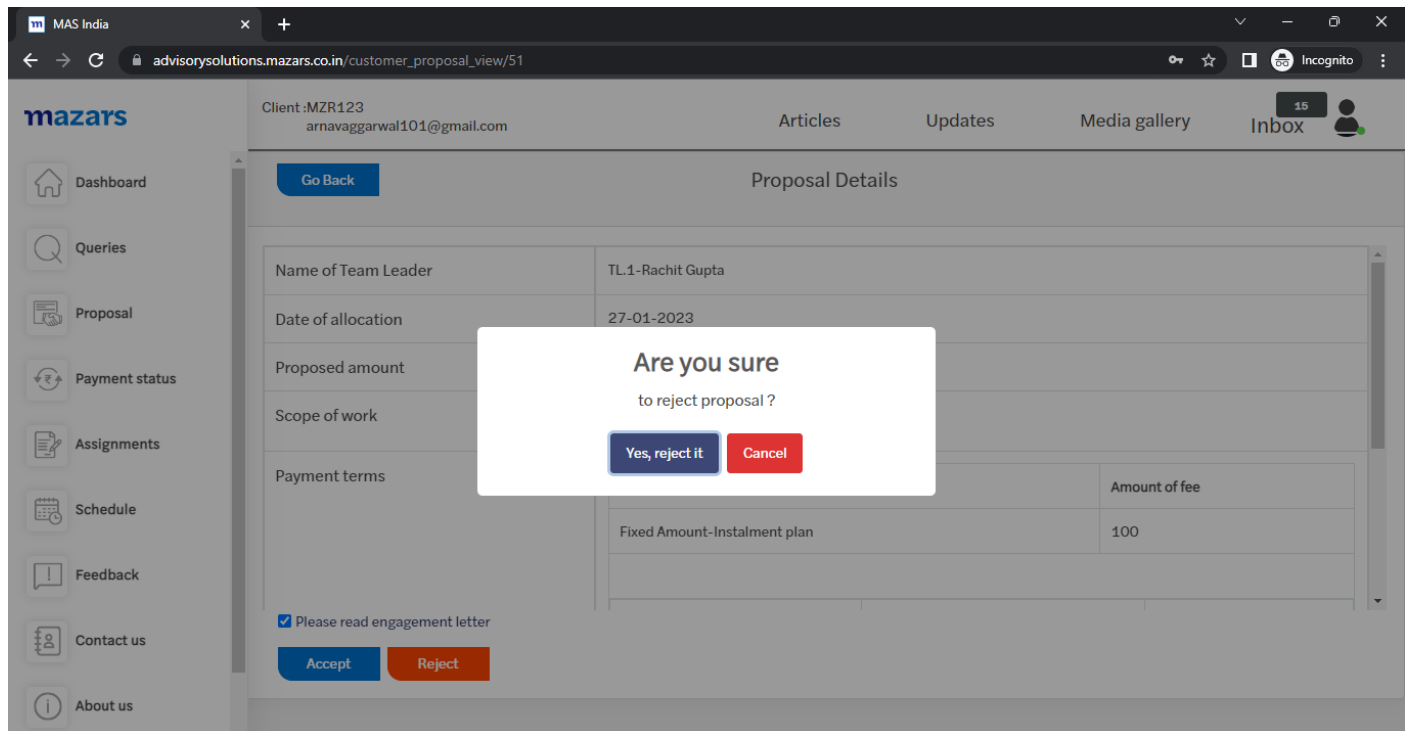 m MAS India
advisorysolutions.mazars.co.in/customer_proposal_view/51
Incognito
mazars
Client :MZR123
arnavaggarwal101@gmail.com
Articles
Updates
Media gallery
15
Inbox
Dashboard
Queries
Proposal
Payment status
Assignments
Schedule
Feedback
Contact us
About us
Go Back
Proposal Details
Name of Team Leader TL.1-Rachit Gupta
Date of allocation 27-01-2023
Proposed amount
Scope of work
Payment terms
Amount of fee
Fixed Amount-Instalment plan 100
Are you sure
to reject proposal ?
Yes, reject it
Cancel
Please read engagement letter
Accept
Reject